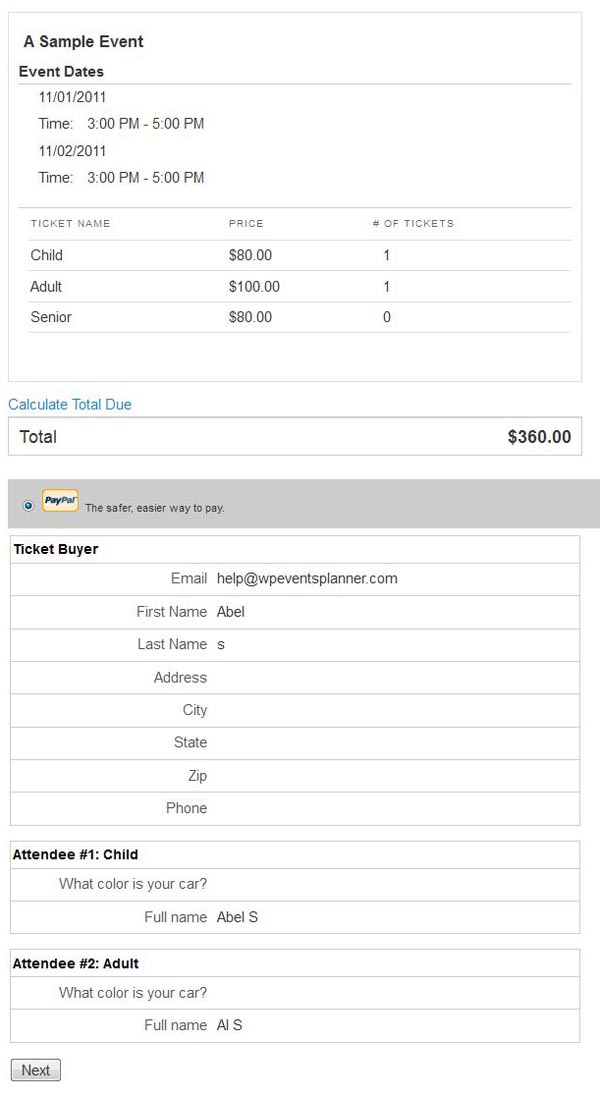 A Sample Event
Event Dates
11/01/2011
Time: 3:00 PM - 5:00 PM
11/02/2011
Time: 3:00 PM - 5:00 PM
TICKET NAME PRICE # OF TICKETS
Child $80.00 1
Adult $100.00 1
Senior $80.00 0
Calculate Total Due
Total $360.00
PayPal The safer, easier way to pay.
Ticket Buyer
Email help@wpeventsplanner.com
First Name Abel
Last Name s
Address
City
State
Zip
Phone
Attendee #1: Child
What color is your car?
Full name Abel S
Attendee #2: Adult
What color is your car?
Full name Al S
Next